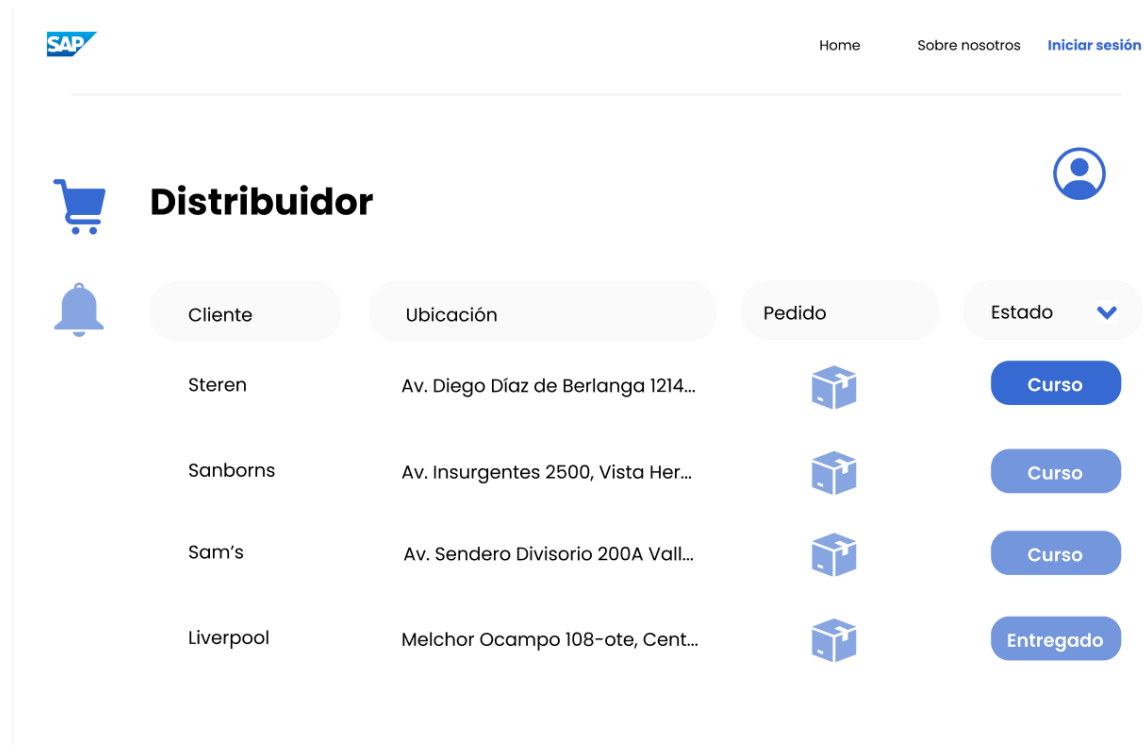 SAP
Home Sobre nosotros Iniciar sesión
Distribuidor
Cliente Ubicación Pedido Estado
Steren Av. Diego Díaz de Berlanga 1214... Curso
Sanborns Av. Insurgentes 2500, Vista Her... Curso
Sam's Av. Sendero Divisorio 200A Vall... Curso
Liverpool Melchor Ocampo 108-ote, Cent... Entregado